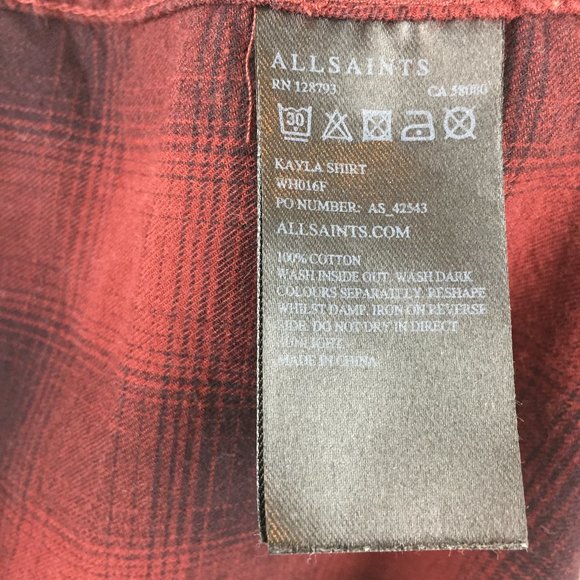 ALLSAINTS
RN 128793 CA 58080
30
KAYLA SHIRT
WH016F
PO NUMBER: AS_42543
ALLSAINTS.COM
100% COTTON
WASH INSIDE OUT. WASH DARK
COLOURS SEPARATELY. RESHAPE
WHILST DAMP. IRON ON REVERSE
SIDE. DO NOT DRY IN DIRECT
SUNLIGHT.
MADE IN CHINA